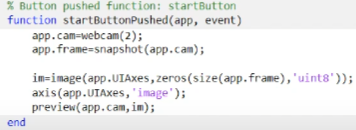 % Button pushed function: startButton
function startButtonPushed(app, event)
app.cam=webcam(2);
app.frame=snapshot(app.cam);
im=image(app.UIAxes,zeros(size(app.frame),'uint8'));
axis(app.UIAxes,'image');
preview(app.cam,im);
end